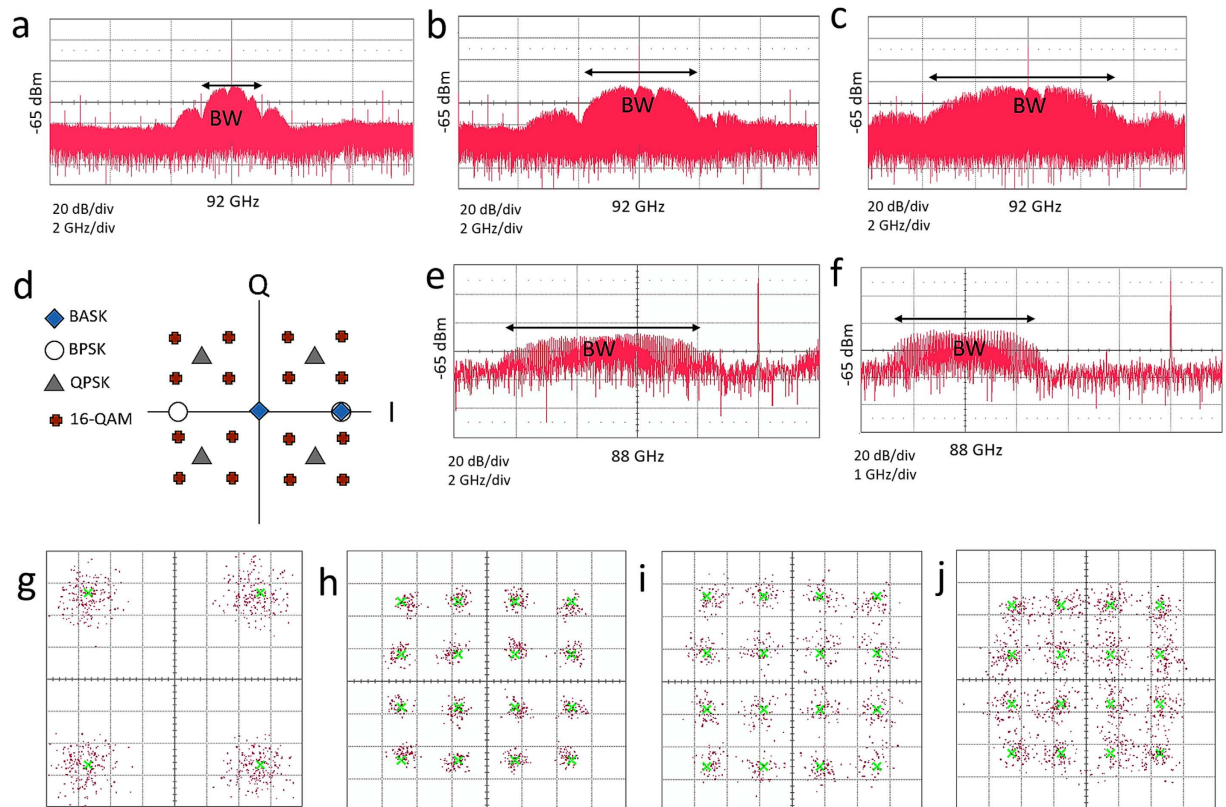 a
BW
-65 dBm
92 GHz
20 dB/div
2 GHz/div
b
BW
-65 dBm
92 GHz
20 dB/div
2 GHz/div
c
BW
-65 dBm
92 GHz
20 dB/div
2 GHz/div
d
Q
I
BASK
BPSK
QPSK
16-QAM
e
BW
-65 dBm
88 GHz
20 dB/div
2 GHz/div
f
BW
-65 dBm
88 GHz
20 dB/div
1 GHz/div
g
h
i
j